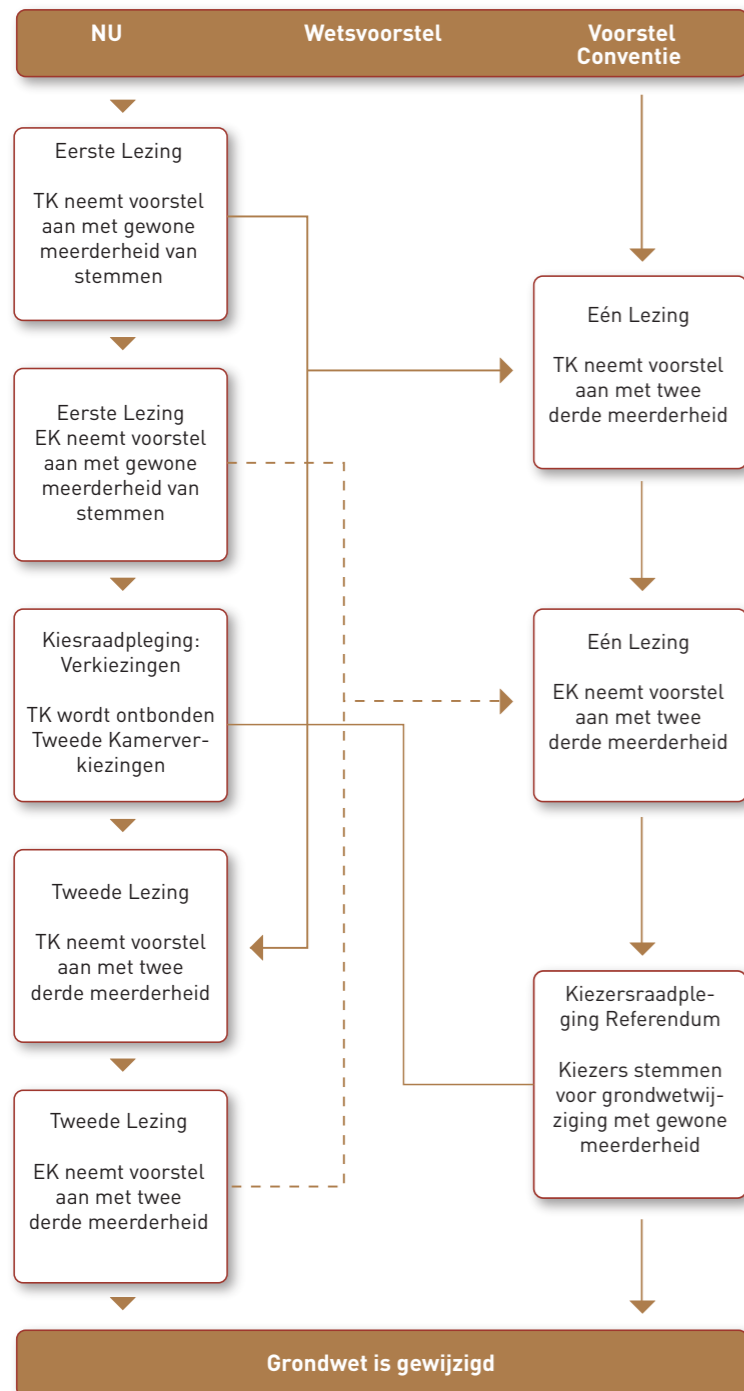 NU
Wetsvoorstel
Voorstel
Conventie
Eerste Lezing
TK neemt voorstel
aan met gewone
meerderheid van
stemmen
Eerste Lezing
EK neemt voorstel
aan met gewone
meerderheid van
stemmen
Kiesraadpleging:
Verkiezingen
TK wordt ontbonden
Tweede Kamerver-
kiezingen
Tweede Lezing
TK neemt voorstel
aan met twee
derde meerderheid
Tweede Lezing
EK neemt voorstel
aan met twee
derde meerderheid
Eén Lezing
TK neemt voorstel
aan met twee
derde meerderheid
Eén Lezing
EK neemt voorstel
aan met twee
derde meerderheid
Kiezersraadple-
ging Referendum
Kiezers stemmen
voor grondwetwij-
ziging met gewone
meerderheid
Grondwet is gewijzigd